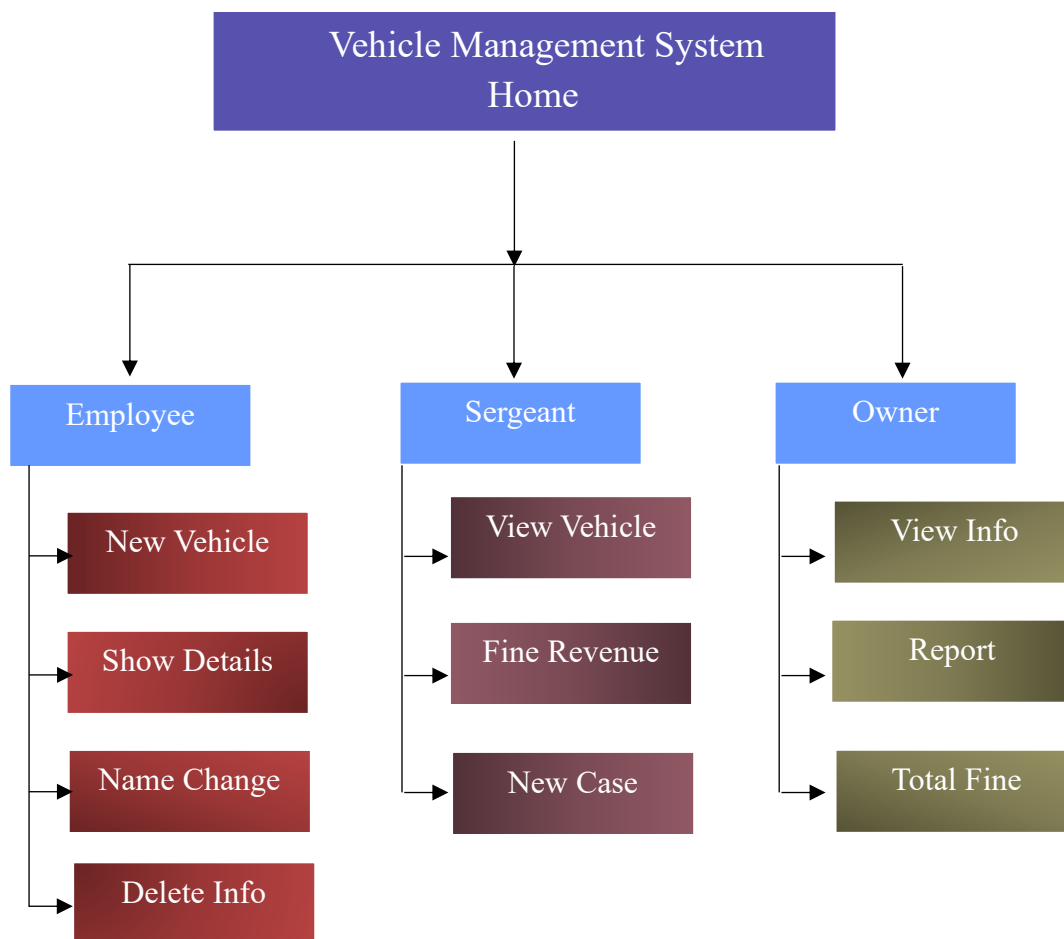 Vehicle Management System
Home
Employee
Sergeant
Owner
New Vehicle
Show Details
Name Change
Delete Info
View Vehicle
Fine Revenue
New Case
View Info
Report
Total Fine